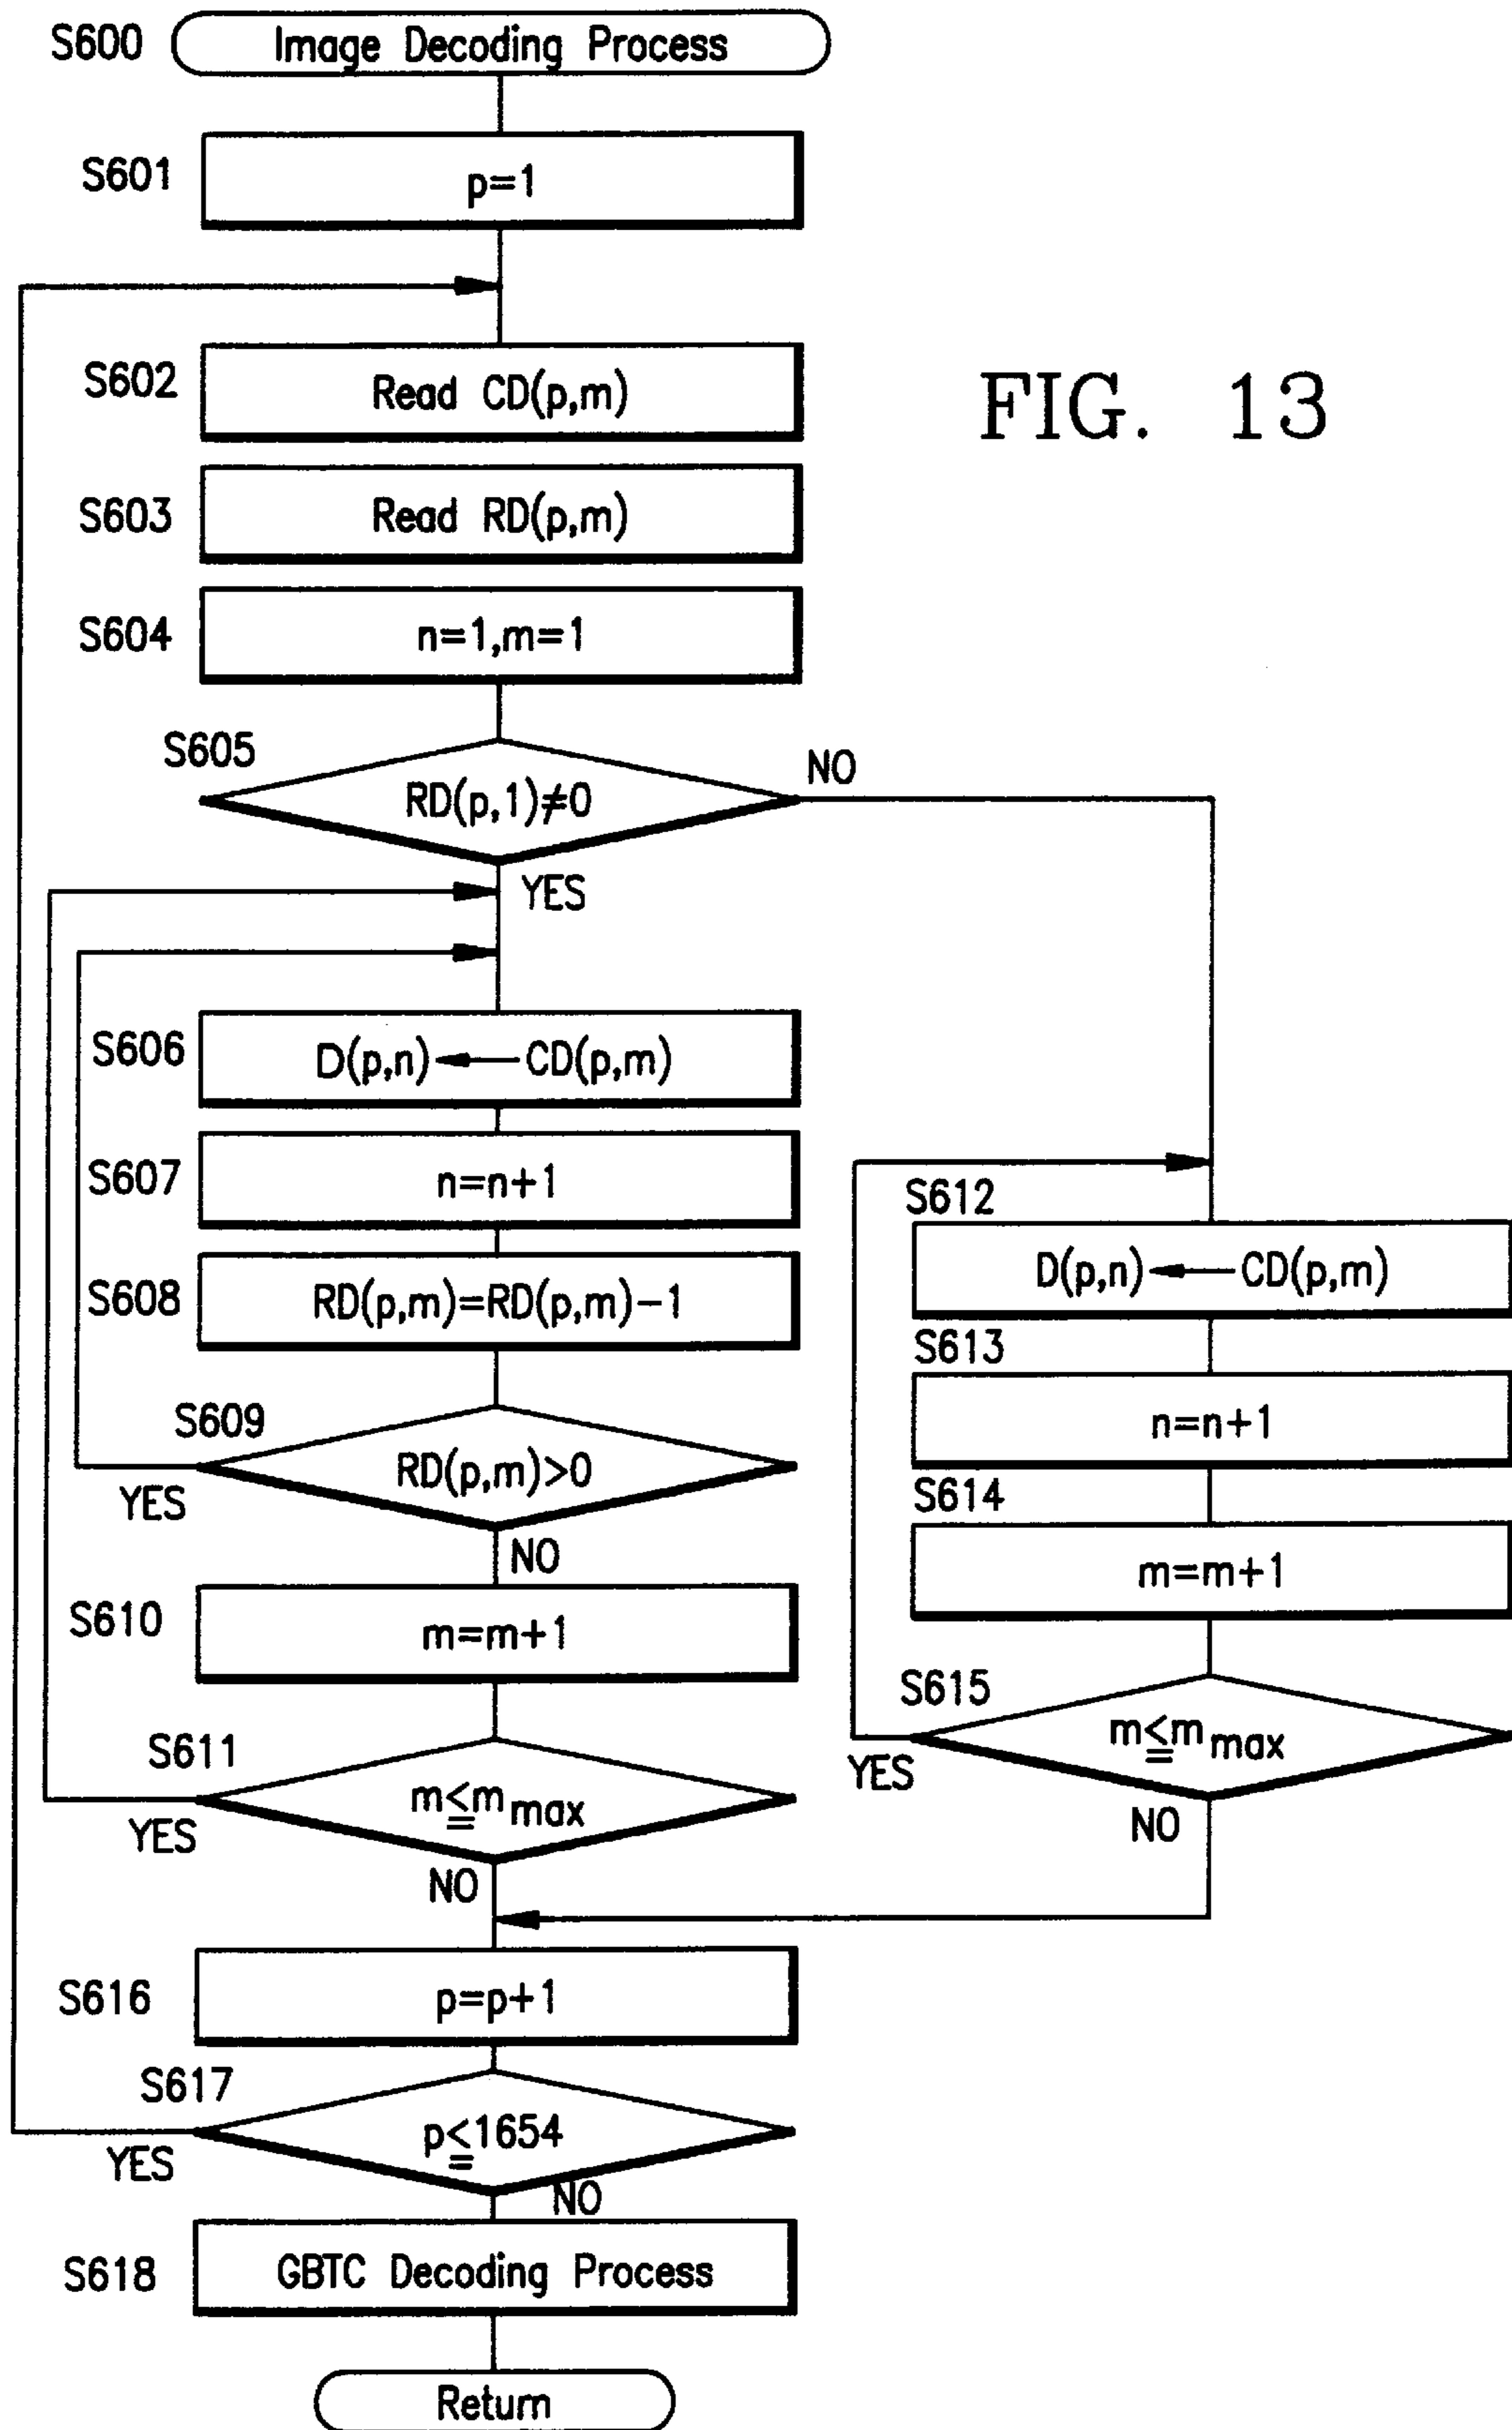 S600 Image Decoding Process
S601 p=1
FIG. 13
S602 Read CD(p,m)
S603 Read RD(p,m)
S604 n=1,m=1
S605 RD(p,1)≠0 NO
YES
S606 D(p,n)←CD(p,m)
S607 n=n+1
S608 RD(p,m)=RD(p,m)-1
S609 RD(p,m)>0
YES
NO
S610 m=m+1
S611 m≦m max
YES
NO
S612
D(p,n)←CD(p,m)
S613
n=n+1
S614
m=m+1
S615
m≦m max
YES
NO
S616 p=p+1
S617 p≦1654
YES
NO
S618 GBTC Decoding Process
Return